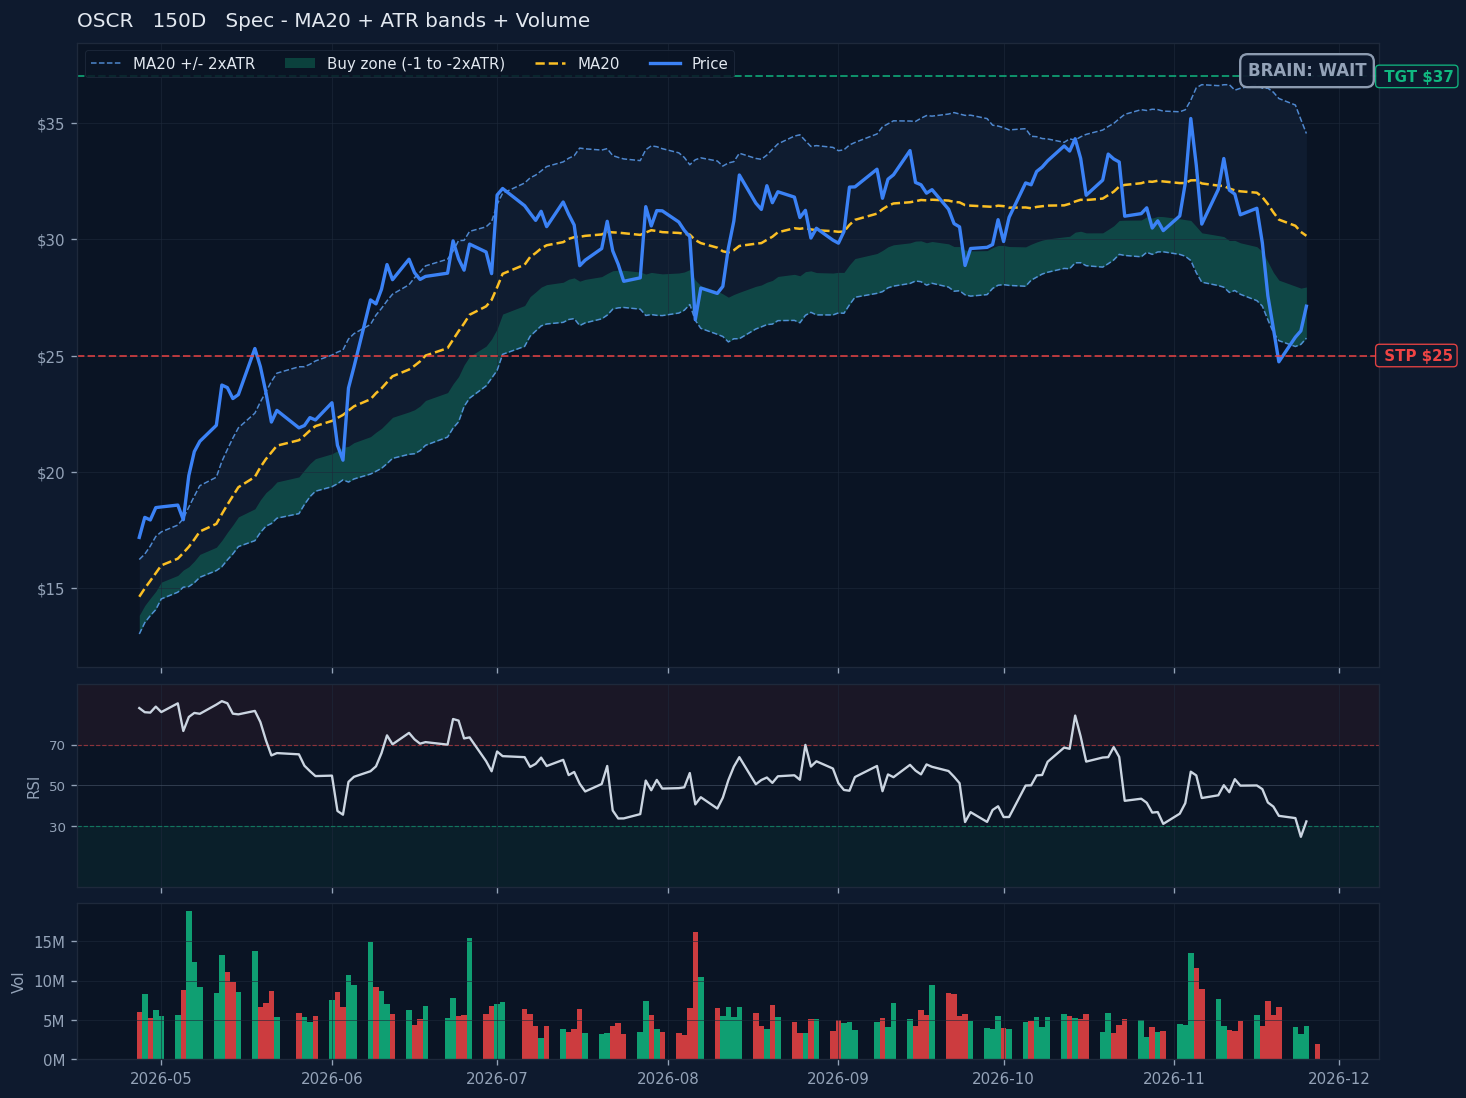 OSCR   150D   Spec - MA20 + ATR bands + Volume
MA20 +/- 2xATR
Buy zone (-1 to -2xATR)
MA20
Price
BRAIN: WAIT
TGT $37
$35
$30
$25
STP $25
$20
$15
RSI
70
50
30
Vol
15M
10M
5M
0M
2026-05
2026-06
2026-07
2026-08
2026-09
2026-10
2026-11
2026-12